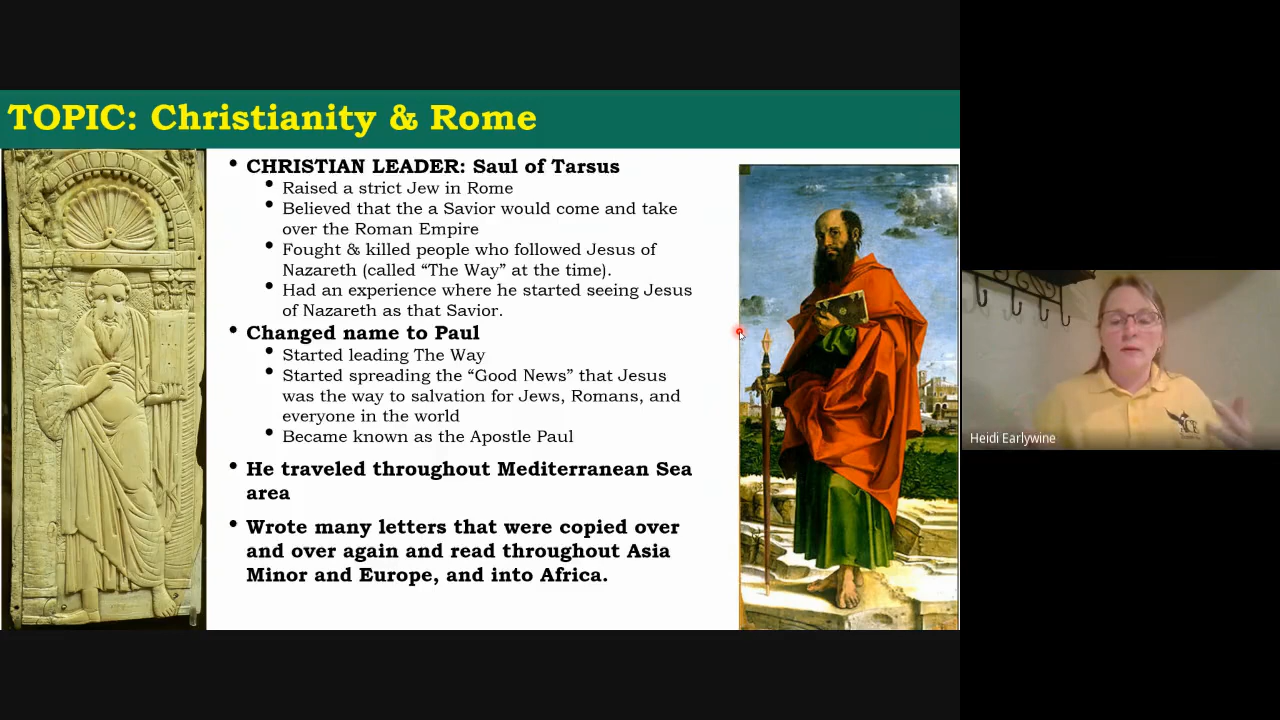 TOPIC: Christianity & Rome
• CHRISTIAN LEADER: Saul of Tarsus
• Raised a strict Jew in Rome
• Believed that the a Savior would come and take
over the Roman Empire
• Fought & killed people who followed Jesus of
Nazareth (called “The Way” at the time).
• Had an experience where he started seeing Jesus
of Nazareth as that Savior.
• Changed name to Paul
• Started leading The Way
• Started spreading the “Good News” that Jesus
was the way to salvation for Jews, Romans, and
everyone in the world
• Became known as the Apostle Paul
• He traveled throughout Mediterranean Sea
area
• Wrote many letters that were copied over
and over again and read throughout Asia
Minor and Europe, and into Africa.
Heidi Earlywine